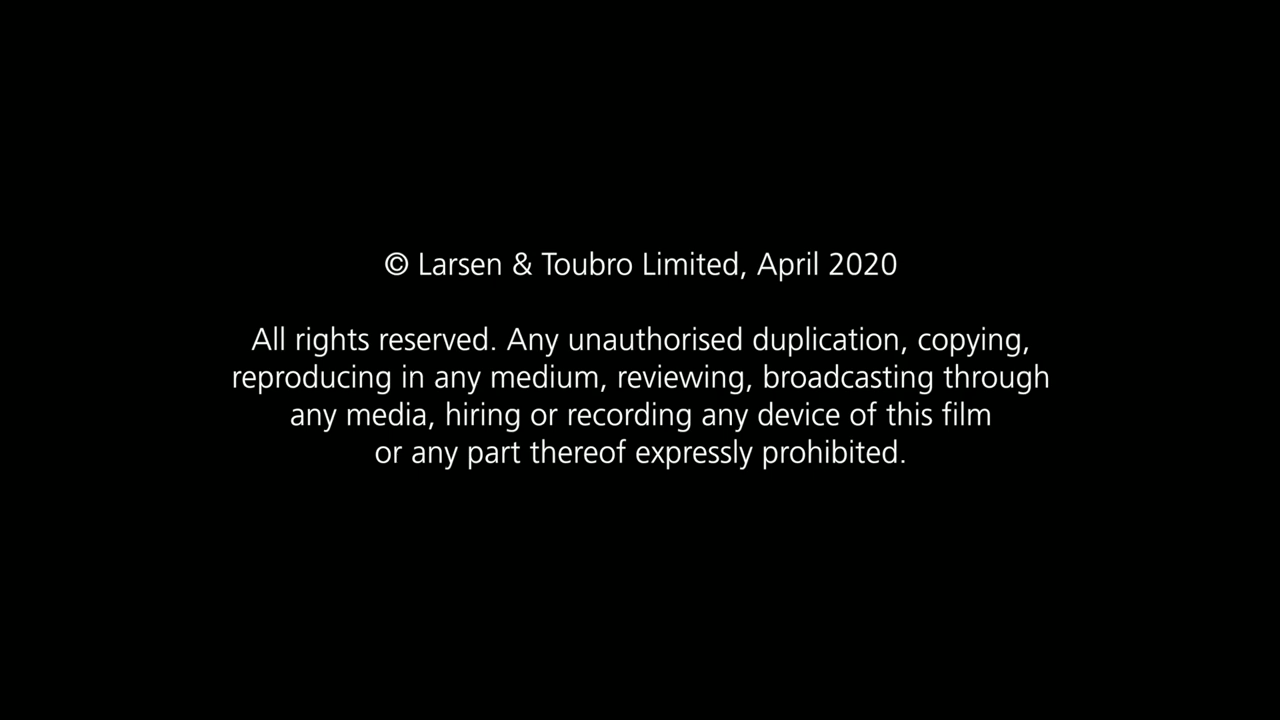 © Larsen & Toubro Limited, April 2020
All rights reserved. Any unauthorised duplication, copying,
reproducing in any medium, reviewing, broadcasting through
any media, hiring or recording any device of this film
or any part thereof expressly prohibited.